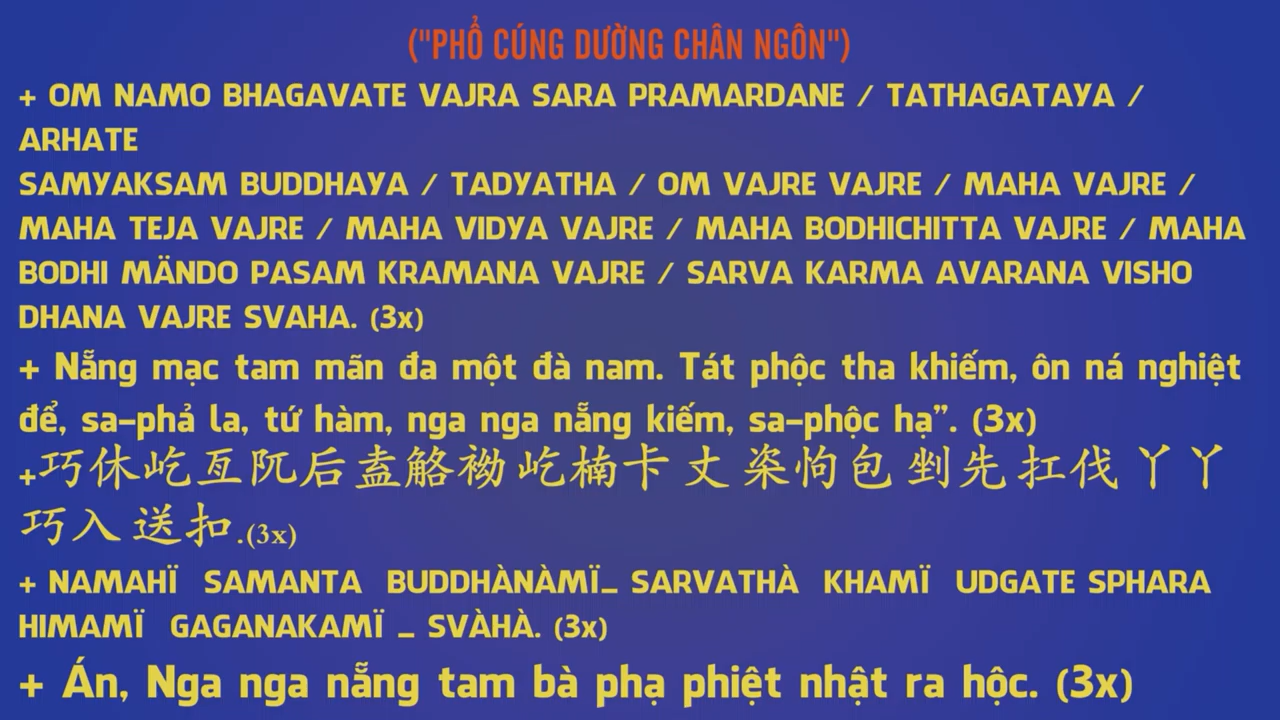 ("PHỔ CÚNG DƯỜNG CHÂN NGÔN")
+ OM NAMO BHAGAVATE VAJRA SARA PRAMARDANE / TATHAGATAYA /
ARHATE
SAMYAKSAM BUDDHAYA / TADYATHA / OM VAJRE VAJRE / MAHA VAJRE /
MAHA TEJA VAJRE / MAHA VIDYA VAJRE / MAHA BODHICHITTA VAJRE / MAHA
BODHI MÄNDO PASAM KRAMANA VAJRE / SARVA KARMA AVARANA VISHO
DHANA VAJRE SVAHA. (3x)
+ Nẵng mạc tam mãn đa một đà nam. Tát phộc tha khiếm, ôn ná nghiệt
để, sa-phả la, tứ hàm, nga nga nẵng kiếm, sa-phộc hạ”. (3x)
+巧休屹亙阢后盍觡袎屹楠卡丈 栥怐包 剉先 扛伐 丫丫
巧入 送扣.(3x)
+ NAMAHÏ SAMANTA BUDDHÀNÀMÏ_ SARVATHÀ KHAMÏ UDGATE SPHARA
HIMAMÏ GAGANAKAMÏ _ SVÀHÀ. (3x)
+ Án, Nga nga nẵng tam bà phạ phiệt nhật ra hộc. (3x)